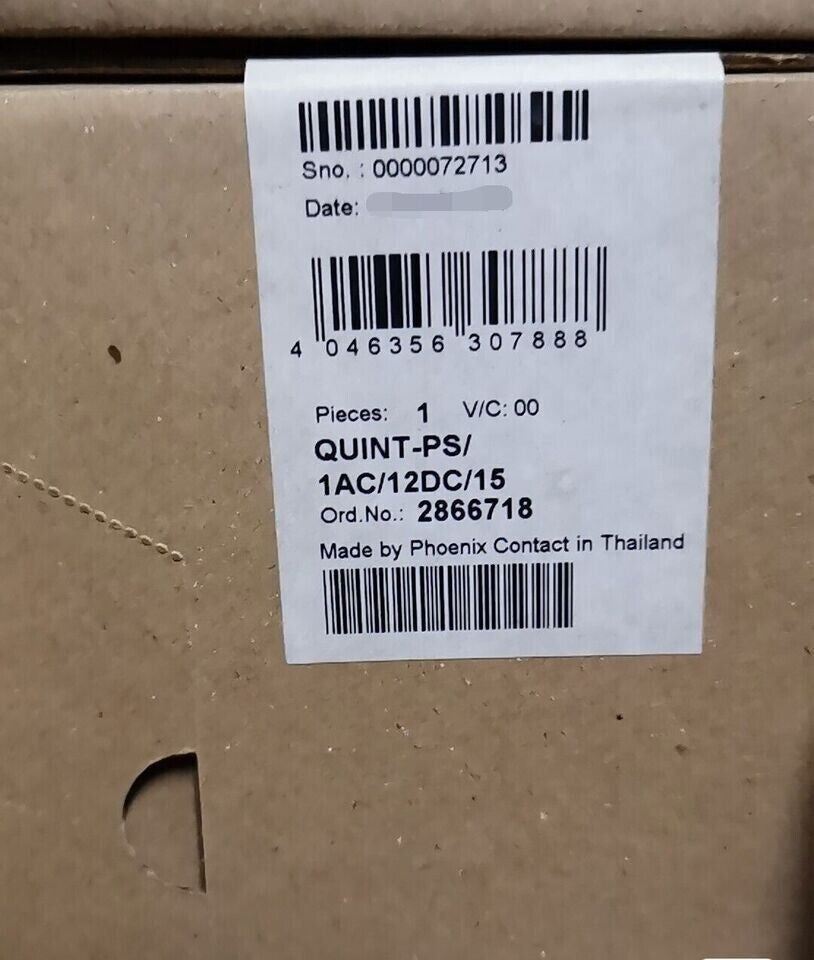 Sno. : 0000072713
Date:
4 046356 307888
Pieces: 1 V/C: 00
QUINT-PS/
1AC/12DC/15
Ord.No.: 2866718
Made by Phoenix Contact in Thailand